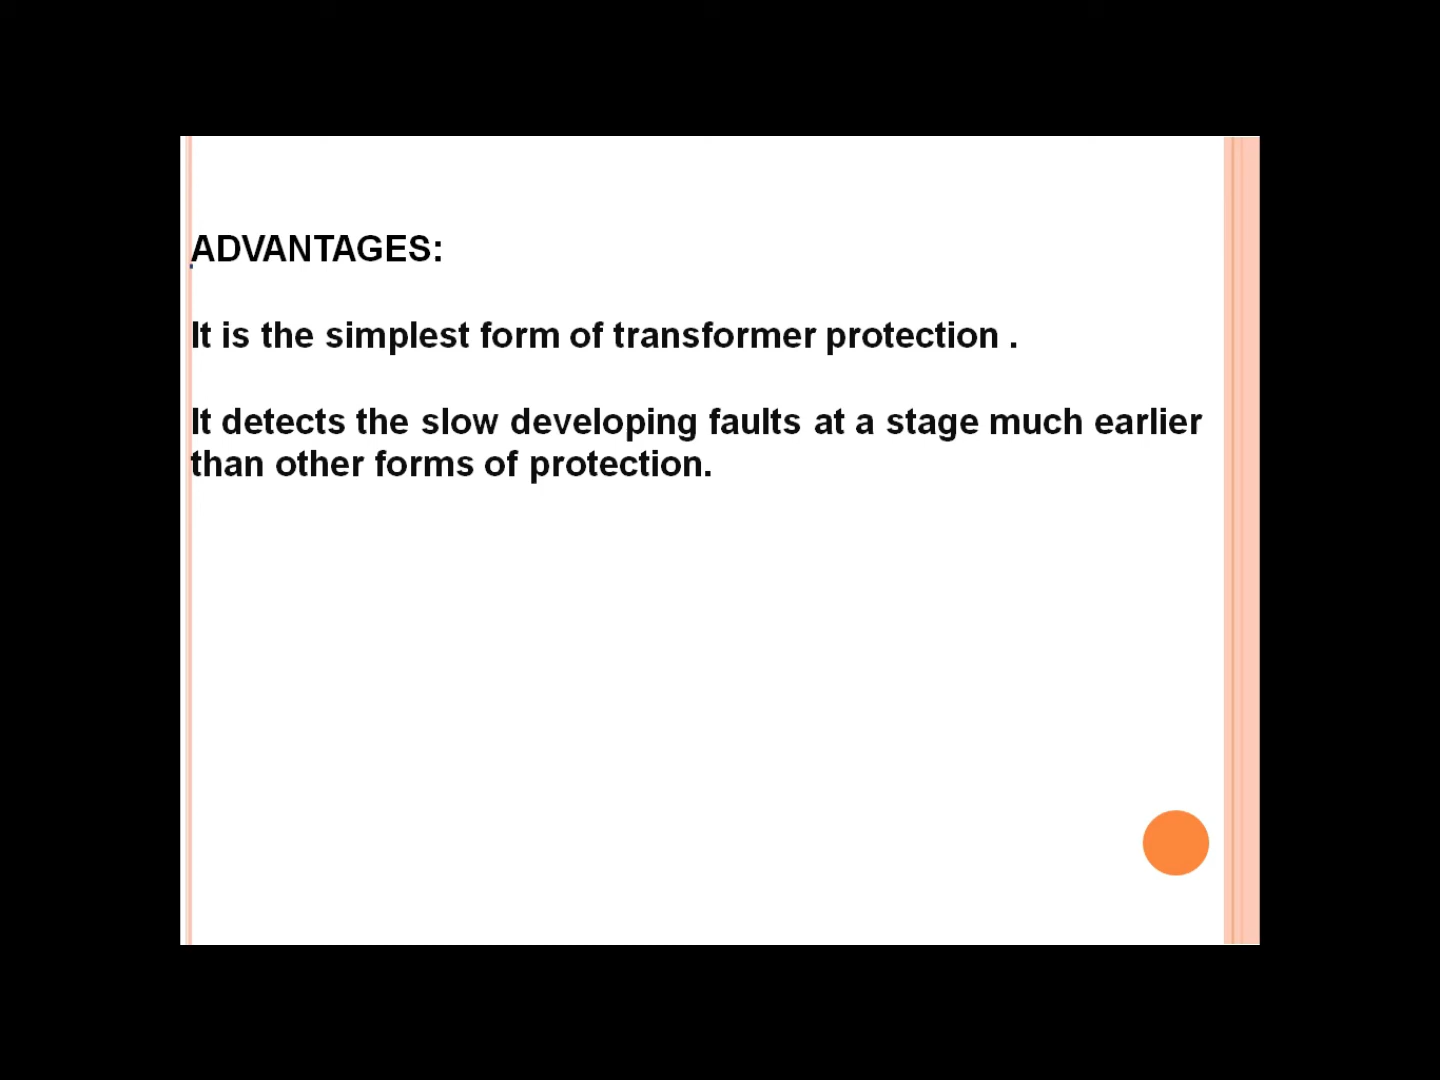 ADVANTAGES:
It is the simplest form of transformer protection .
It detects the slow developing faults at a stage much earlier
than other forms of protection.